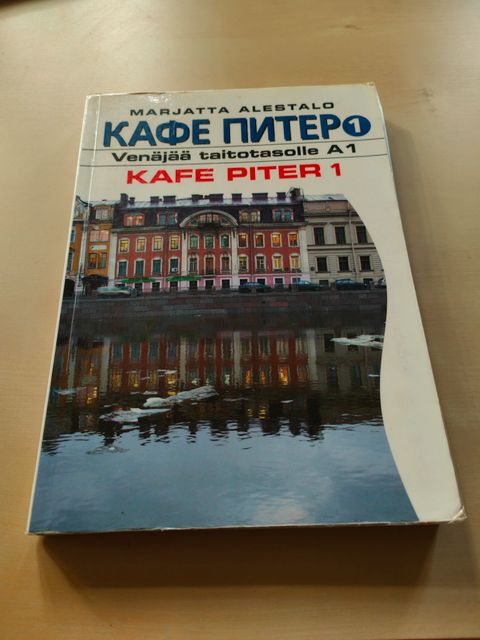 MARJATTA ALESTALO
КАФЕ ПИТЕР 1
Venäjää taitotasolle A1
KAFE PITER 1